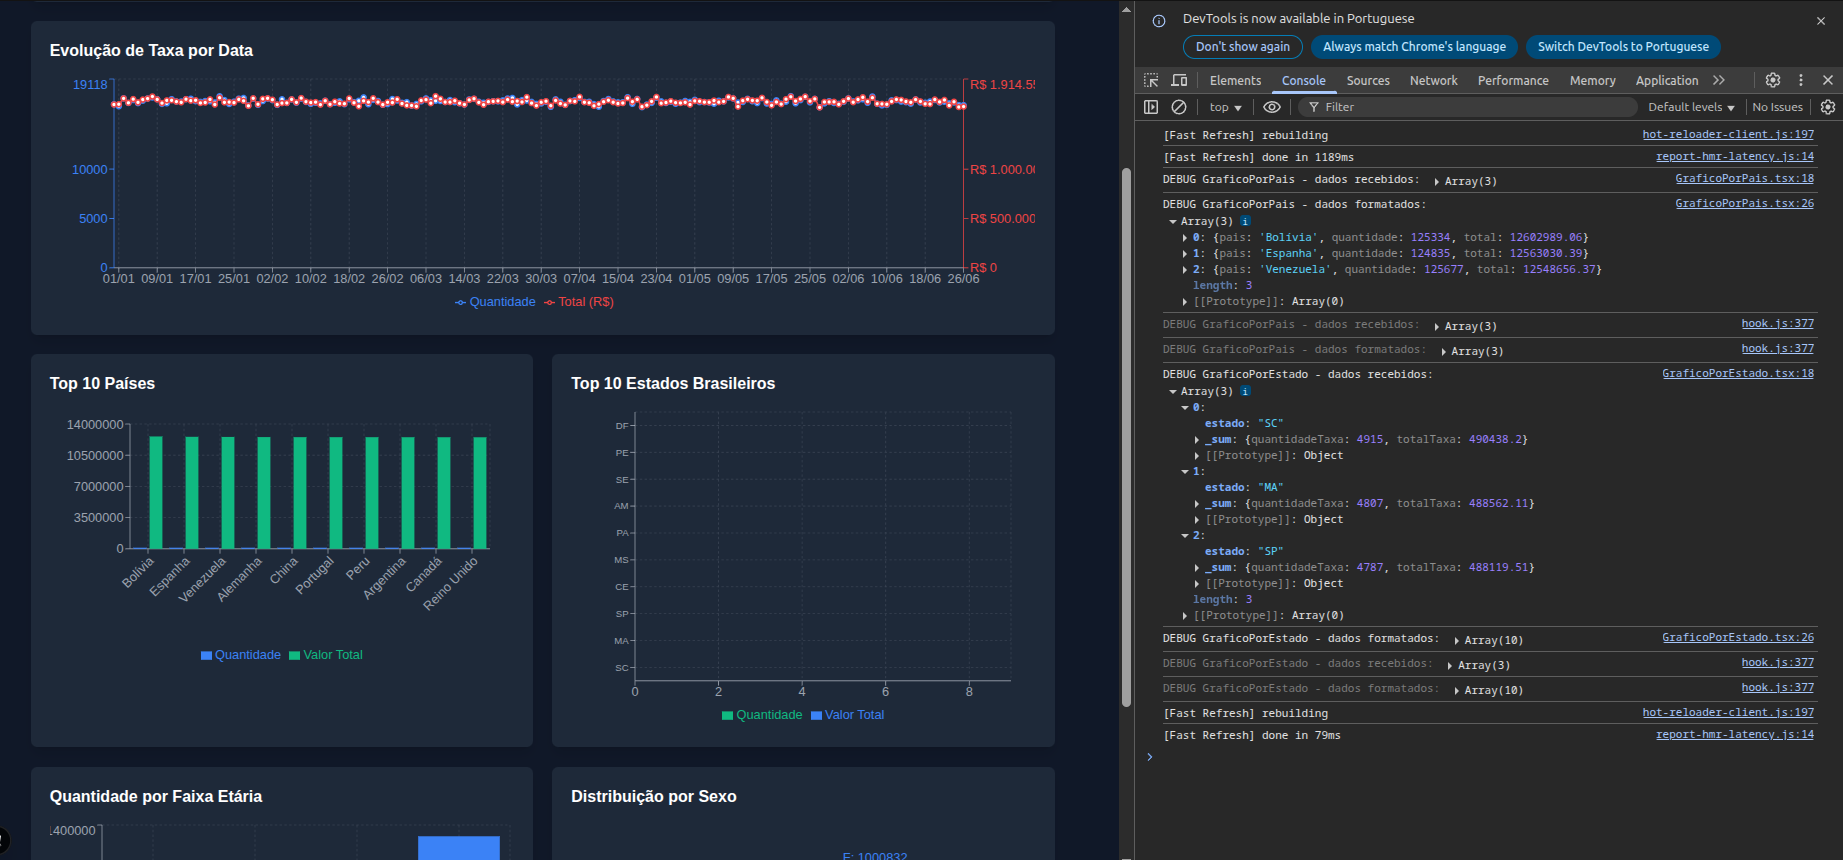 Evolução de Taxa por Data
19118
10000
5000
0
R$ 1.914.55
R$ 1.000.00
R$ 500.000
R$ 0
01/01 09/01 17/01 25/01 02/02 10/02 18/02 26/02 06/03 14/03 22/03 30/03 07/04 15/04 23/04 01/05 09/05 17/05 25/05 02/06 10/06 18/06 26/06
Quantidade Total (R$)
Top 10 Países
14000000
10500000
7000000
3500000
0
Bolívia Espanha Venezuela Alemanha China Portugal Peru Argentina Canadá Reino Unido
Quantidade Valor Total
Top 10 Estados Brasileiros
DF
PE
SE
AM
PA
MS
CE
SP
MA
SC
0 2 4 6 8
Quantidade Valor Total
Quantidade por Faixa Etária
1400000
Distribuição por Sexo
F: 1000832
DevTools is now available in Portuguese
Don't show again Always match Chrome's language Switch DevTools to Portuguese
Elements Console Sources Network Performance Memory Application
top Filter Default levels No Issues
[Fast Refresh] rebuilding hot-reloader-client.js:197
[Fast Refresh] done in 1189ms report-hmr-latency.js:14
DEBUG GraficoPorPais - dados recebidos: Array(3) GraficoPorPais.tsx:18
DEBUG GraficoPorPais - dados formatados: GraficoPorPais.tsx:26
Array(3) i
0: {pais: 'Bolívia', quantidade: 125334, total: 12602989.06}
1: {pais: 'Espanha', quantidade: 124835, total: 12563030.39}
2: {pais: 'Venezuela', quantidade: 125677, total: 12548656.37}
length: 3
[[Prototype]]: Array(0)
DEBUG GraficoPorPais - dados recebidos: Array(3) hook.js:377
DEBUG GraficoPorPais - dados formatados: Array(3) hook.js:377
DEBUG GraficoPorEstado - dados recebidos: GraficoPorEstado.tsx:18
Array(3) i
0:
estado: "SC"
_sum: {quantidadeTaxa: 4915, totalTaxa: 490438.2}
[[Prototype]]: Object
1:
estado: "MA"
_sum: {quantidadeTaxa: 4807, totalTaxa: 488562.11}
[[Prototype]]: Object
2:
estado: "SP"
_sum: {quantidadeTaxa: 4787, totalTaxa: 488119.51}
[[Prototype]]: Object
length: 3
[[Prototype]]: Array(0)
DEBUG GraficoPorEstado - dados formatados: Array(10) GraficoPorEstado.tsx:26
DEBUG GraficoPorEstado - dados recebidos: Array(3) hook.js:377
DEBUG GraficoPorEstado - dados formatados: Array(10) hook.js:377
[Fast Refresh] rebuilding hot-reloader-client.js:197
[Fast Refresh] done in 79ms report-hmr-latency.js:14